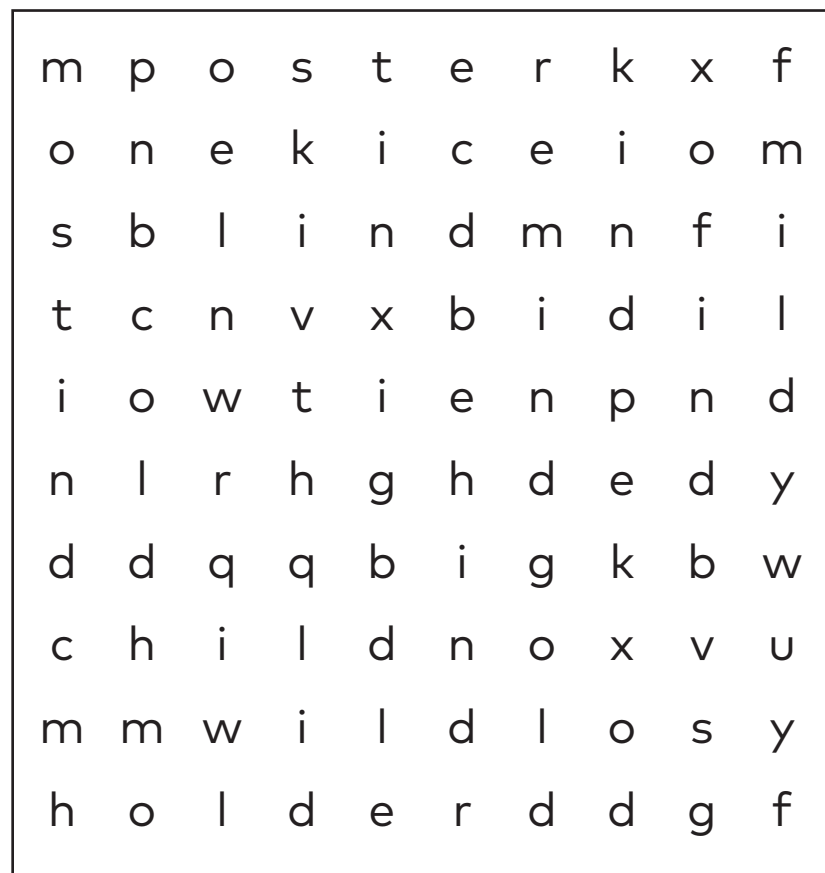 m p o s t e r k x f
o n e k i c e i o m
s b l i n d m n f i
t c n v x b i d i l
i o w t i e n p n d
n l r h g h d e d y
d d q q b i g k b w
c h i l d n o x v u
m m w i l d l o s y
h o l d e r d d g f